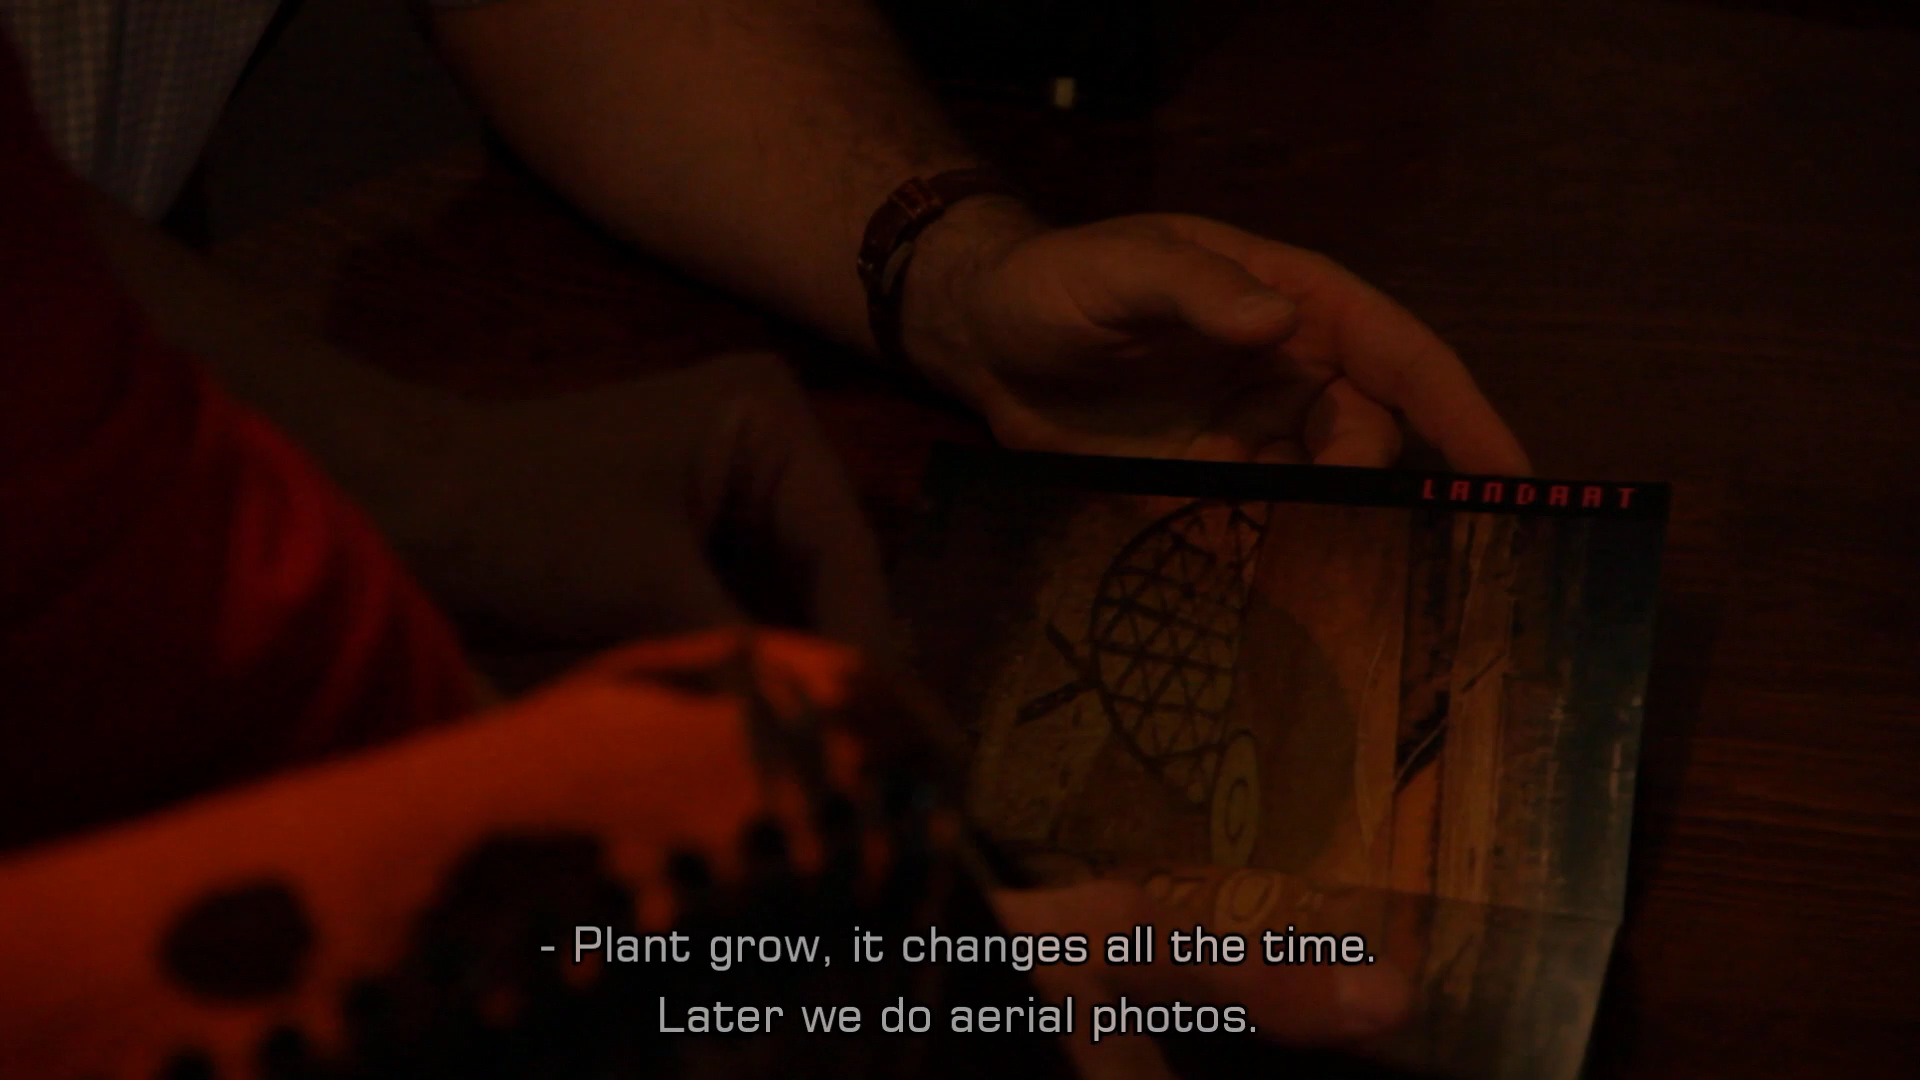 LANDART
- Plant grow, it changes all the time.
Later we do aerial photos.